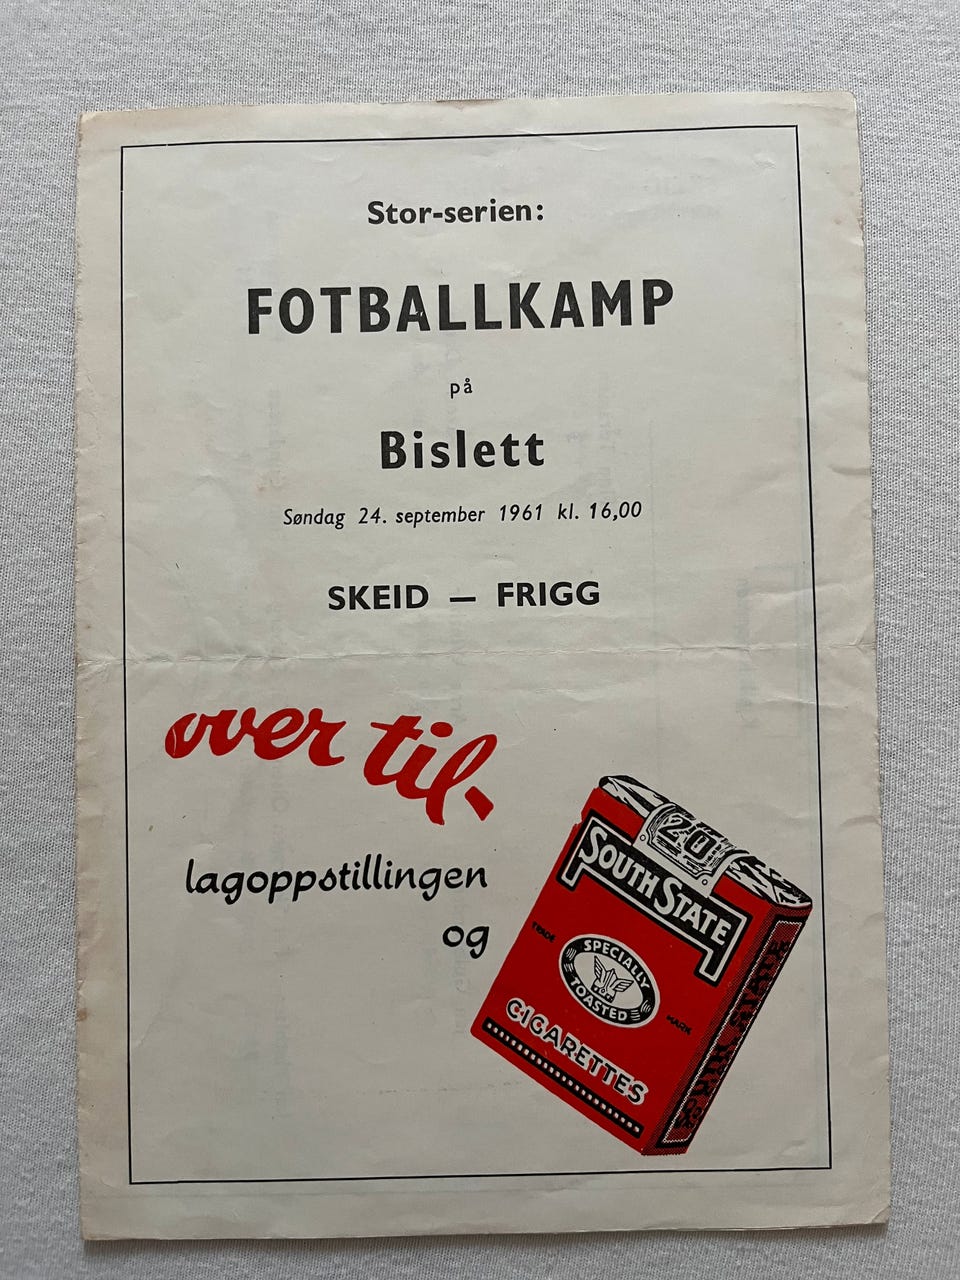 Stor-serien:
FOTBALLKAMP
på
Bislett
Søndag 24. september 1961 kl. 16,00
SKEID — FRIGG
over til-
lagoppstillingen
og
20
SOUTH STATE
TRADE
SPECIALLY
TOASTED
MARK
CIGARETTES
SOUTH STATE